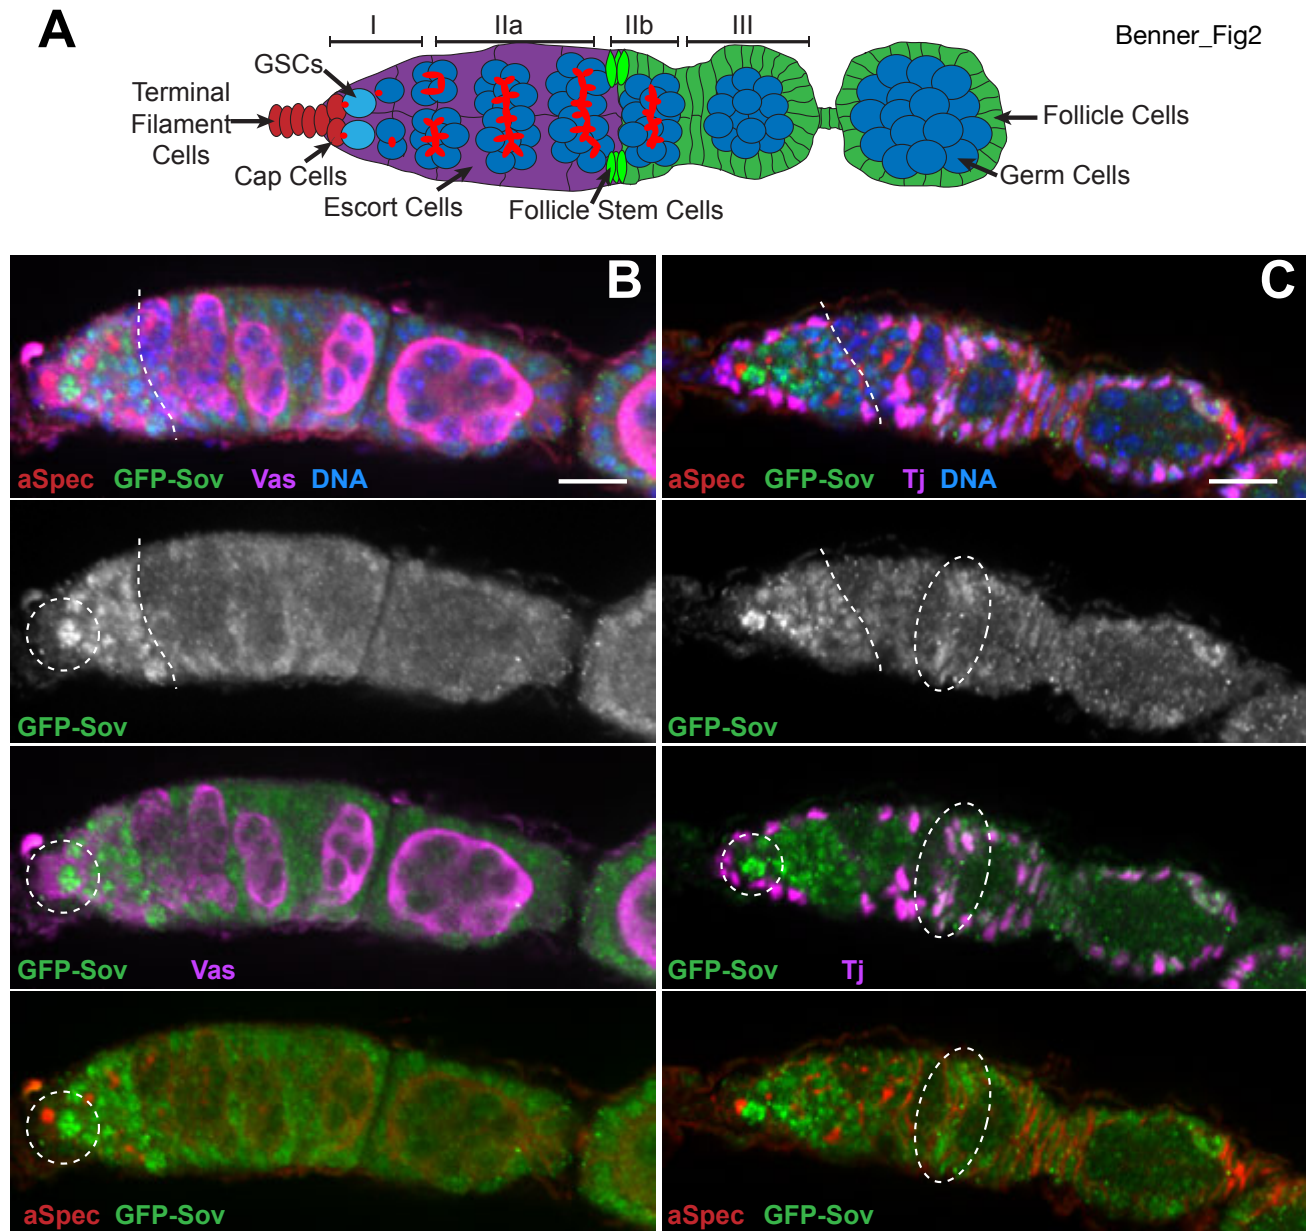 A
I
IIa
IIb
III
Benner_Fig2
GSCs
Terminal
Filament
Cells
Cap Cells
Escort Cells
Follicle Stem Cells
Follicle Cells
Germ Cells
B
aSpec GFP-Sov Vas DNA
GFP-Sov
GFP-Sov Vas
aSpec GFP-Sov
C
aSpec GFP-Sov Tj DNA
GFP-Sov
GFP-Sov Tj
aSpec GFP-Sov